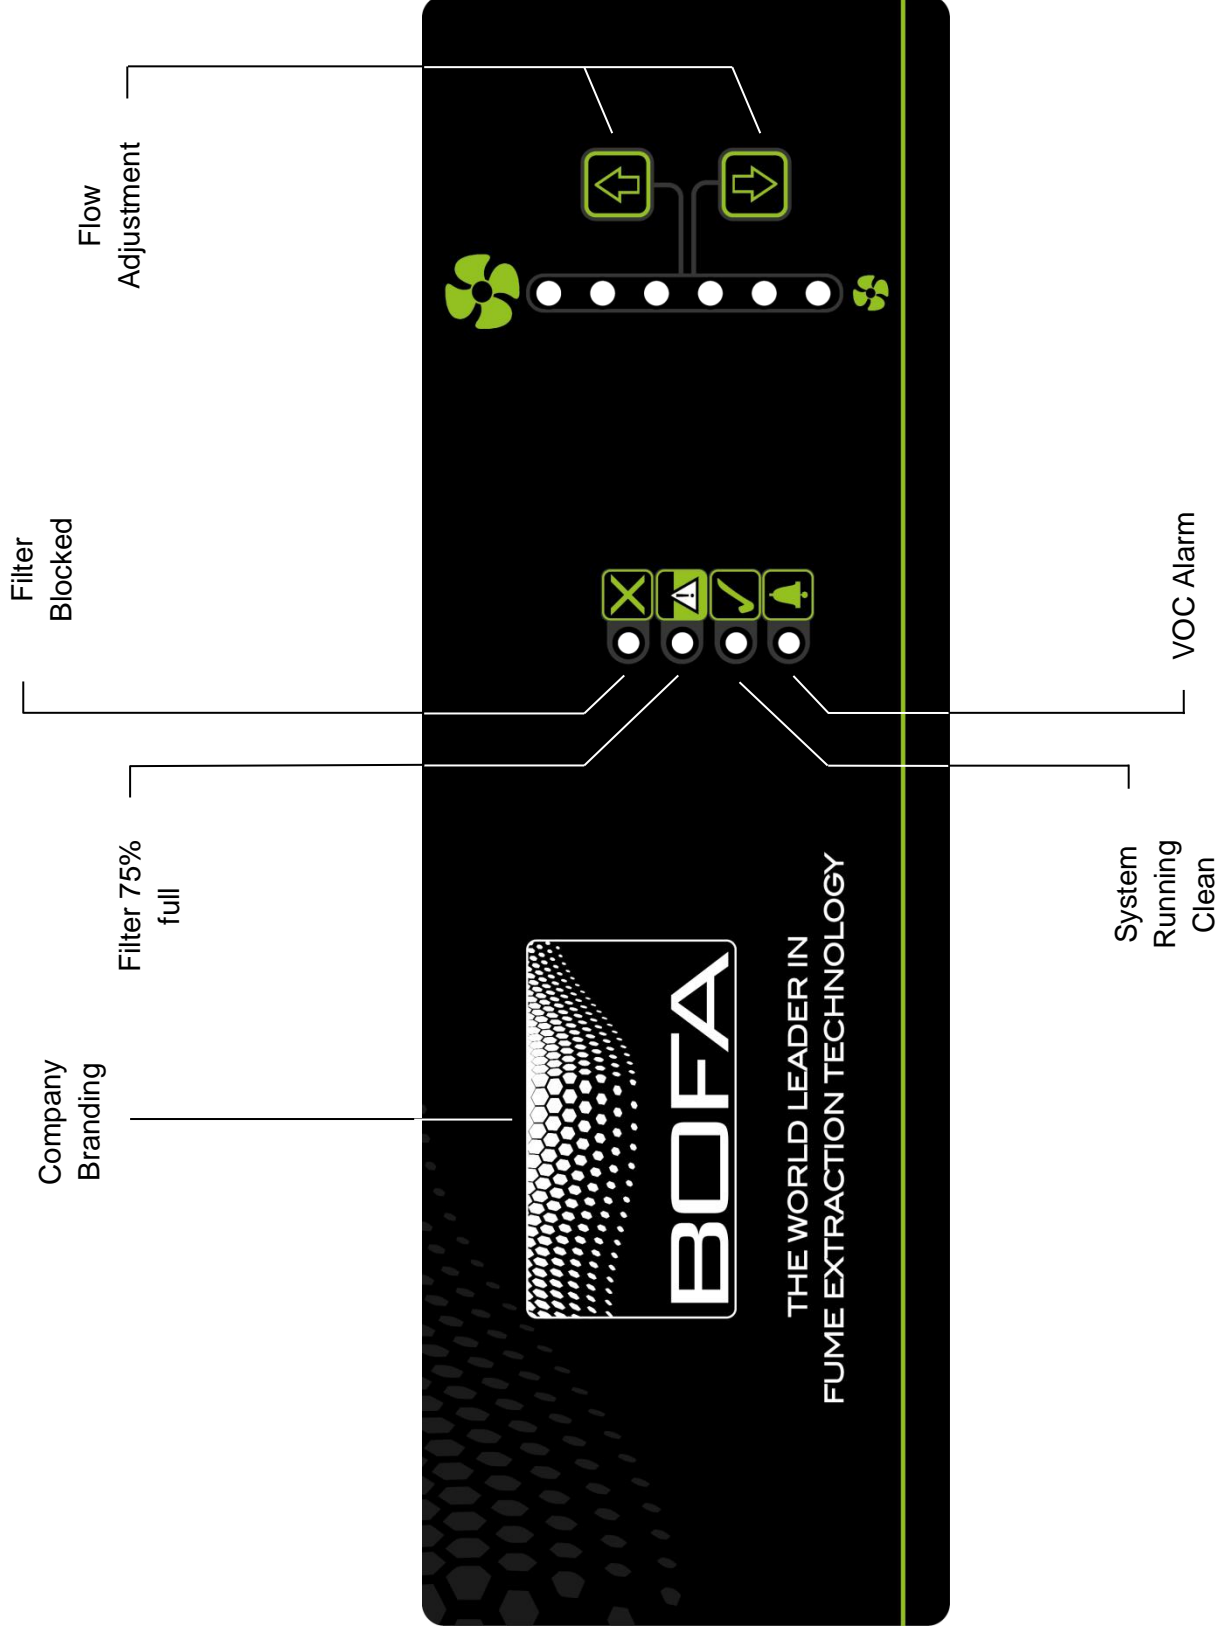 Company
Branding
Filter 75%
full
Filter
Blocked
Flow
Adjustment
BOFA
THE WORLD LEADER IN
FUME EXTRACTION TECHNOLOGY
System
Running
Clean
VOC Alarm